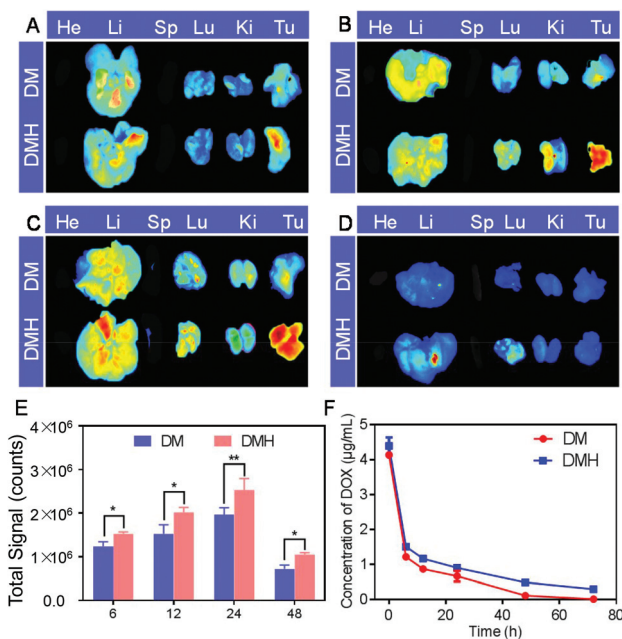 A He Li Sp Lu Ki Tu
DM
DMH
B He Li Sp Lu Ki Tu
DM
DMH
C He Li Sp Lu Ki Tu
DM
DMH
D He Li Sp Lu Ki Tu
DM
DMH
E
DM DMH
Total Signal (counts)
4×10⁶
3×10⁶
2×10⁶
1×10⁶
0
* * ** *
6 12 24 48
F
DM
DMH
Concentration of DOX (μg/mL)
5
4
3
2
1
0
0 20 40 60 80
Time (h)